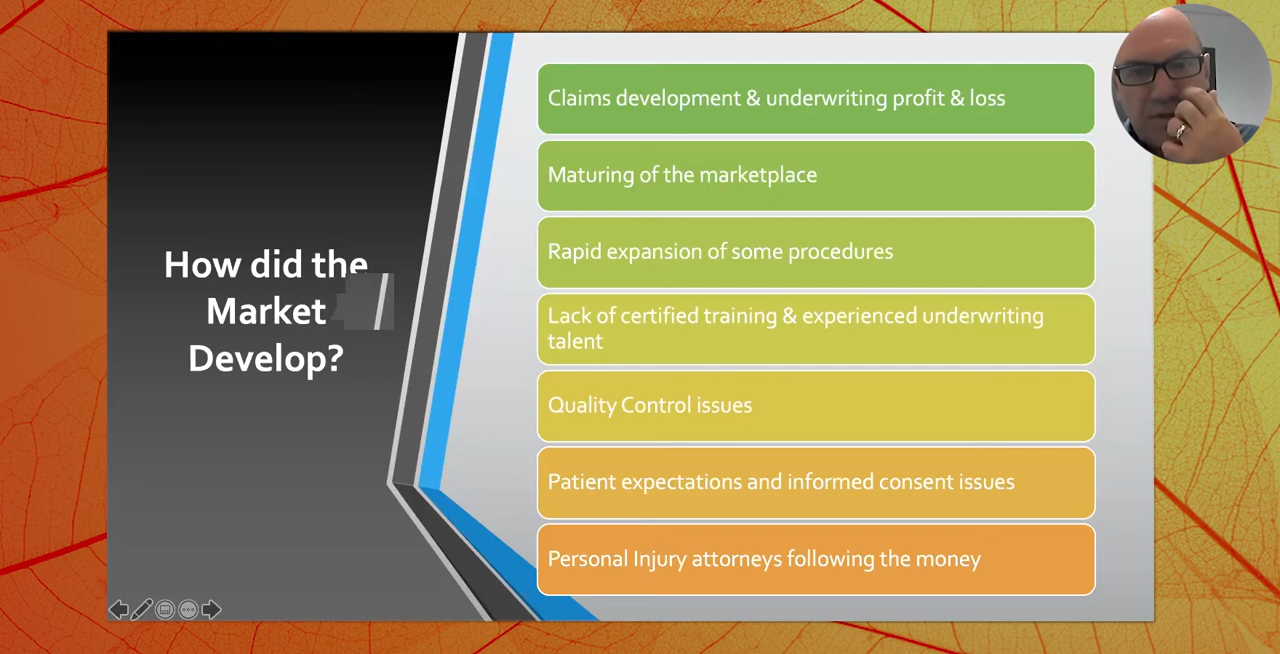 How did the
Market
Develop?
Claims development & underwriting profit & loss
Maturing of the marketplace
Rapid expansion of some procedures
Lack of certified training & experienced underwriting
talent
Quality Control issues
Patient expectations and informed consent issues
Personal Injury attorneys following the money